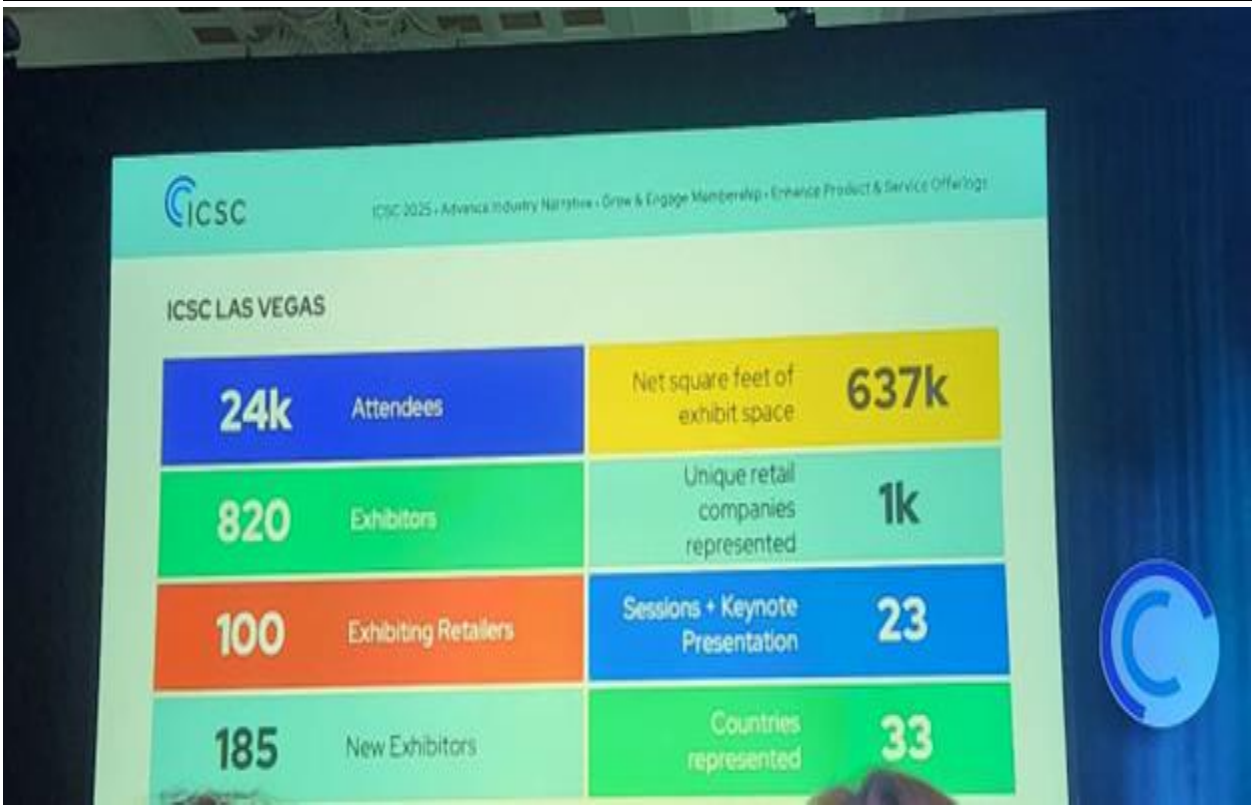 ICSC
ICSC 2025 • Advance Industry Narrative • Grow & Engage Membership • Enhance Product & Service Offerings
ICSC LAS VEGAS
24k Attendees
Net square feet of
exhibit space
637k
820 Exhibitors
Unique retail
companies
represented
1k
100 Exhibiting Retailers
Sessions + Keynote
Presentation
23
185 New Exhibitors
Countries
represented
33